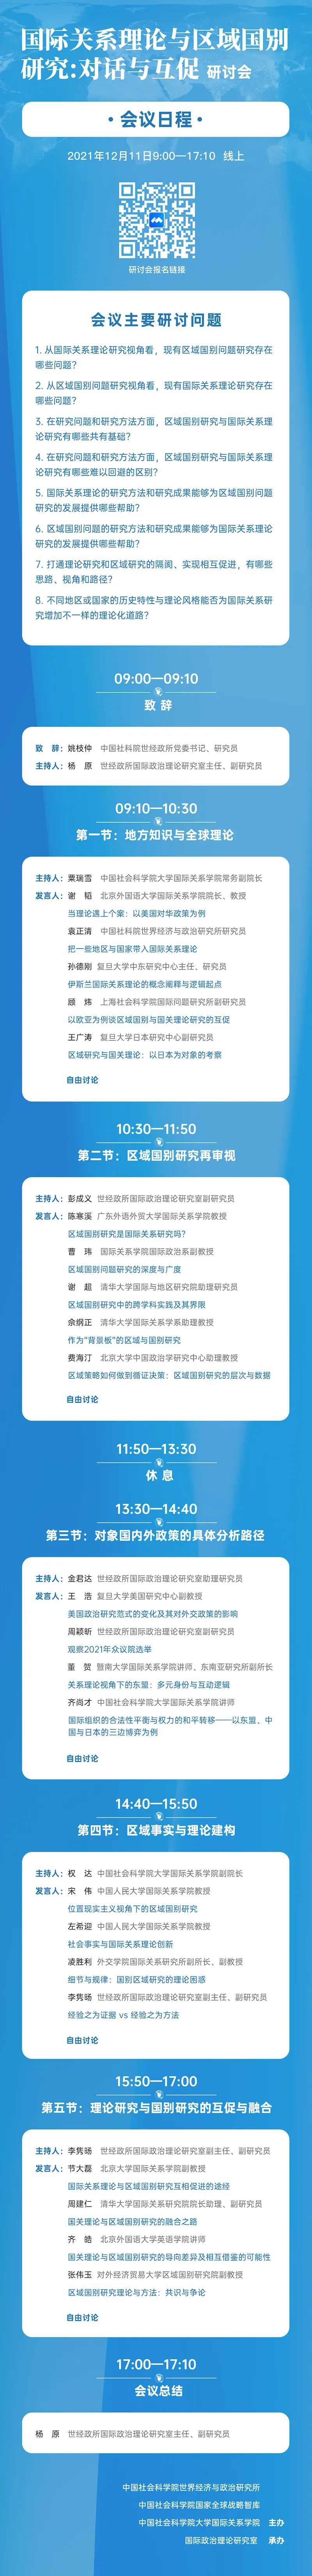 国际关系理论与区域国别
研究:对话与互促 研讨会
·会议日程·
2021年12月11日9:00—17:10 线上
研讨会报名链接
会议主要研讨问题
1. 从国际关系理论研究视角看，现有区域国别问题研究存在
哪些问题？
2. 从区域国别问题研究视角看，现有国际关系理论研究存在
哪些问题？
3. 在研究问题和研究方法方面，区域国别研究与国际关系理
论研究有哪些共有基础？
4. 在研究问题和研究方法方面，区域国别研究与国际关系理
论研究有哪些难以回避的区别？
5. 国际关系理论的研究方法和研究成果能够为区域国别问题
研究的发展提供哪些帮助？
6. 区域国别问题的研究方法和研究成果能够为国际关系理论
研究的发展提供哪些帮助？
7. 打通理论研究和区域研究的隔阂、实现相互促进，有哪些
思路、视角和路径？
8. 不同地区或国家的历史特性与理论风格能否为国际关系研
究增加不一样的理论化道路？
09:00—09:10
致 辞
致 辞：姚枝仲 中国社科院世经政所党委书记、研究员
主持人：杨 原 世经政所国际政治理论研究室主任、副研究员
09:10—10:30
第一节：地方知识与全球理论
主持人：粟瑞雪 中国社会科学院大学国际关系学院常务副院长
发言人：谢 韬 北京外国语大学国际关系学院院长、教授
当理论遇上个案：以美国对华政策为例
袁正清 中国社科院世界经济与政治研究所研究员
把一些地区与国家带入国际关系理论
孙德刚 复旦大学中东研究中心主任、研究员
伊斯兰国际关系理论的概念阐释与逻辑起点
顾 炜 上海社会科学院国际问题研究所副研究员
以欧亚为例谈区域国别与国关理论研究的互促
王广涛 复旦大学日本研究中心副研究员
区域研究与国关理论：以日本为对象的考察
自由讨论
10:30—11:50
第二节：区域国别研究再审视
主持人：彭成义 世经政所国际政治理论研究室副研究员
发言人：陈寒溪 广东外语外贸大学国际关系学院教授
区域国别研究是国际关系研究吗？
曹 玮 国际关系学院国际政治系副教授
区域国别问题研究的深度与广度
谢 超 清华大学国际与地区研究院助理研究员
区域国别研究中的跨学科实践及其界限
佘纲正 清华大学国际关系学系助理教授
作为“背景板”的区域与国别研究
费海汀 北京大学中国政治学研究中心助理教授
区域策略如何做到循证决策：区域国别研究的层次与数据
自由讨论
11:50—13:30
休 息
13:30—14:40
第三节：对象国内外政策的具体分析路径
主持人：金君达 世经政所国际政治理论研究室助理研究员
发言人：王 浩 复旦大学美国研究中心副教授
美国政治研究范式的变化及其对外交政策的影响
周颖昕 世经政所国际政治理论研究室副研究员
观察2021年众议院选举
董 贺 暨南大学国际关系学院讲师、东南亚研究所副所长
关系理论视角下的东盟：多元身份与互动逻辑
齐尚才 中国社会科学院大学国际关系学院讲师
国际组织的合法性平衡与权力的和平转移——以东盟、中
国与日本的三边博弈为例
自由讨论
14:40—15:50
第四节：区域事实与理论建构
主持人：权 达 中国社会科学院大学国际关系学院副院长
发言人：宋 伟 中国人民大学国际关系学院教授
位置现实主义视角下的区域国别研究
左希迎 中国人民大学国际关系学院教授
社会事实与国际关系理论创新
凌胜利 外交学院国际关系研究所副所长、副教授
细节与规律：国别区域研究的理论困惑
李隽旸 世经政所国际政治理论研究室副主任、副研究员
经验之为证据 vs 经验之为方法
自由讨论
15:50—17:00
第五节：理论研究与国别研究的互促与融合
主持人：李隽旸 世经政所国际政治理论研究室副主任、副研究员
发言人：节大磊 北京大学国际关系学院副教授
国际关系理论与区域国别研究互相促进的途经
周建仁 清华大学国际关系研究院院长助理、副研究员
国关理论与区域国别研究的融合之路
齐 皓 北京外国语大学英语学院讲师
国关理论与区域国别研究的导向差异及相互借鉴的可能性
张伟玉 对外经济贸易大学区域国别研究院副教授
区域国别研究理论与方法：共识与争论
自由讨论
17:00—17:10
会议总结
杨 原 世经政所国际政治理论研究室主任、副研究员
中国社会科学院世界经济与政治研究所
中国社会科学院国家全球战略智库
中国社会科学院大学国际关系学院 主办
国际政治理论研究室 承办